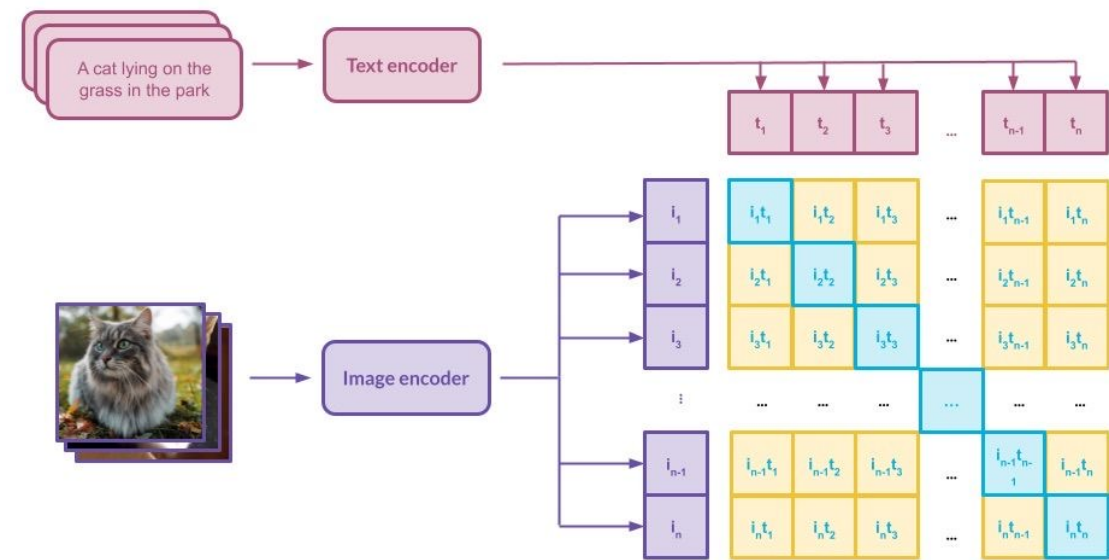 A cat lying on the
grass in the park
Text encoder
t₁ t₂ t₃ ... tₙ₋₁ tₙ
i₁ i₁t₁ i₁t₂ i₁t₃ ... i₁tₙ₋₁ i₁tₙ
i₂ i₂t₁ i₂t₂ i₂t₃ ... i₂tₙ₋₁ i₂tₙ
i₃ i₃t₁ i₃t₂ i₃t₃ ... i₃tₙ₋₁ i₃tₙ
Image encoder
⋮ ... ... ... ... ... ...
iₙ₋₁ iₙ₋₁t₁ iₙ₋₁t₂ iₙ₋₁t₃ ... iₙ₋₁tₙ₋₁ iₙ₋₁tₙ
iₙ iₙt₁ iₙt₂ iₙt₃ ... iₙtₙ₋₁ iₙtₙ